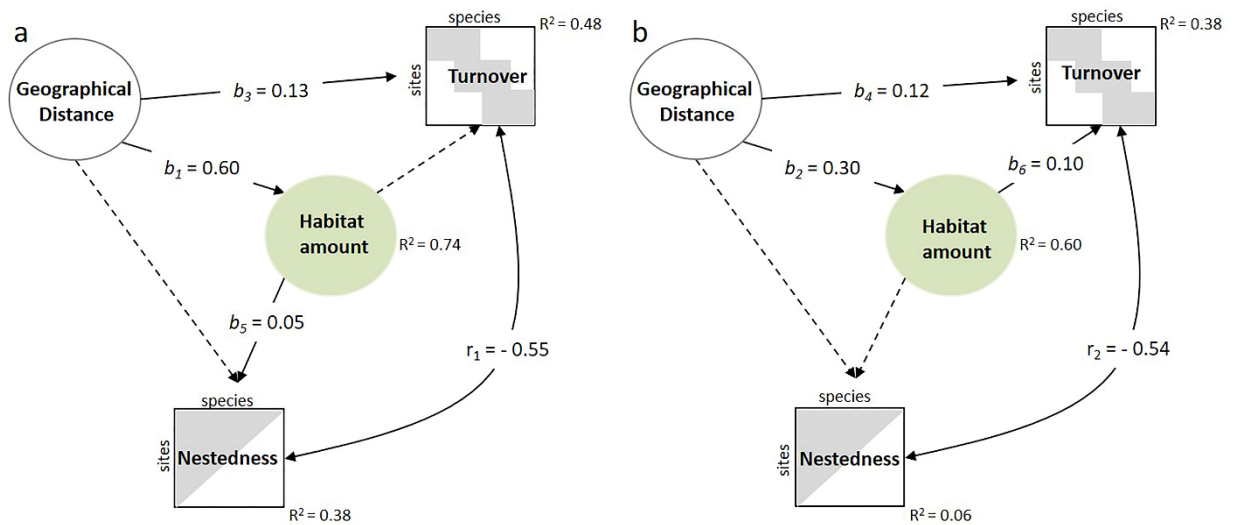 a
Geographical
Distance
b3 = 0.13
species
sites
Turnover
R² = 0.48
b1 = 0.60
Habitat
amount
R² = 0.74
b5 = 0.05
r1 = - 0.55
species
sites
Nestedness
R² = 0.38
b
Geographical
Distance
b4 = 0.12
species
sites
Turnover
R² = 0.38
b2 = 0.30
b6 = 0.10
Habitat
amount
R² = 0.60
r2 = - 0.54
species
sites
Nestedness
R² = 0.06